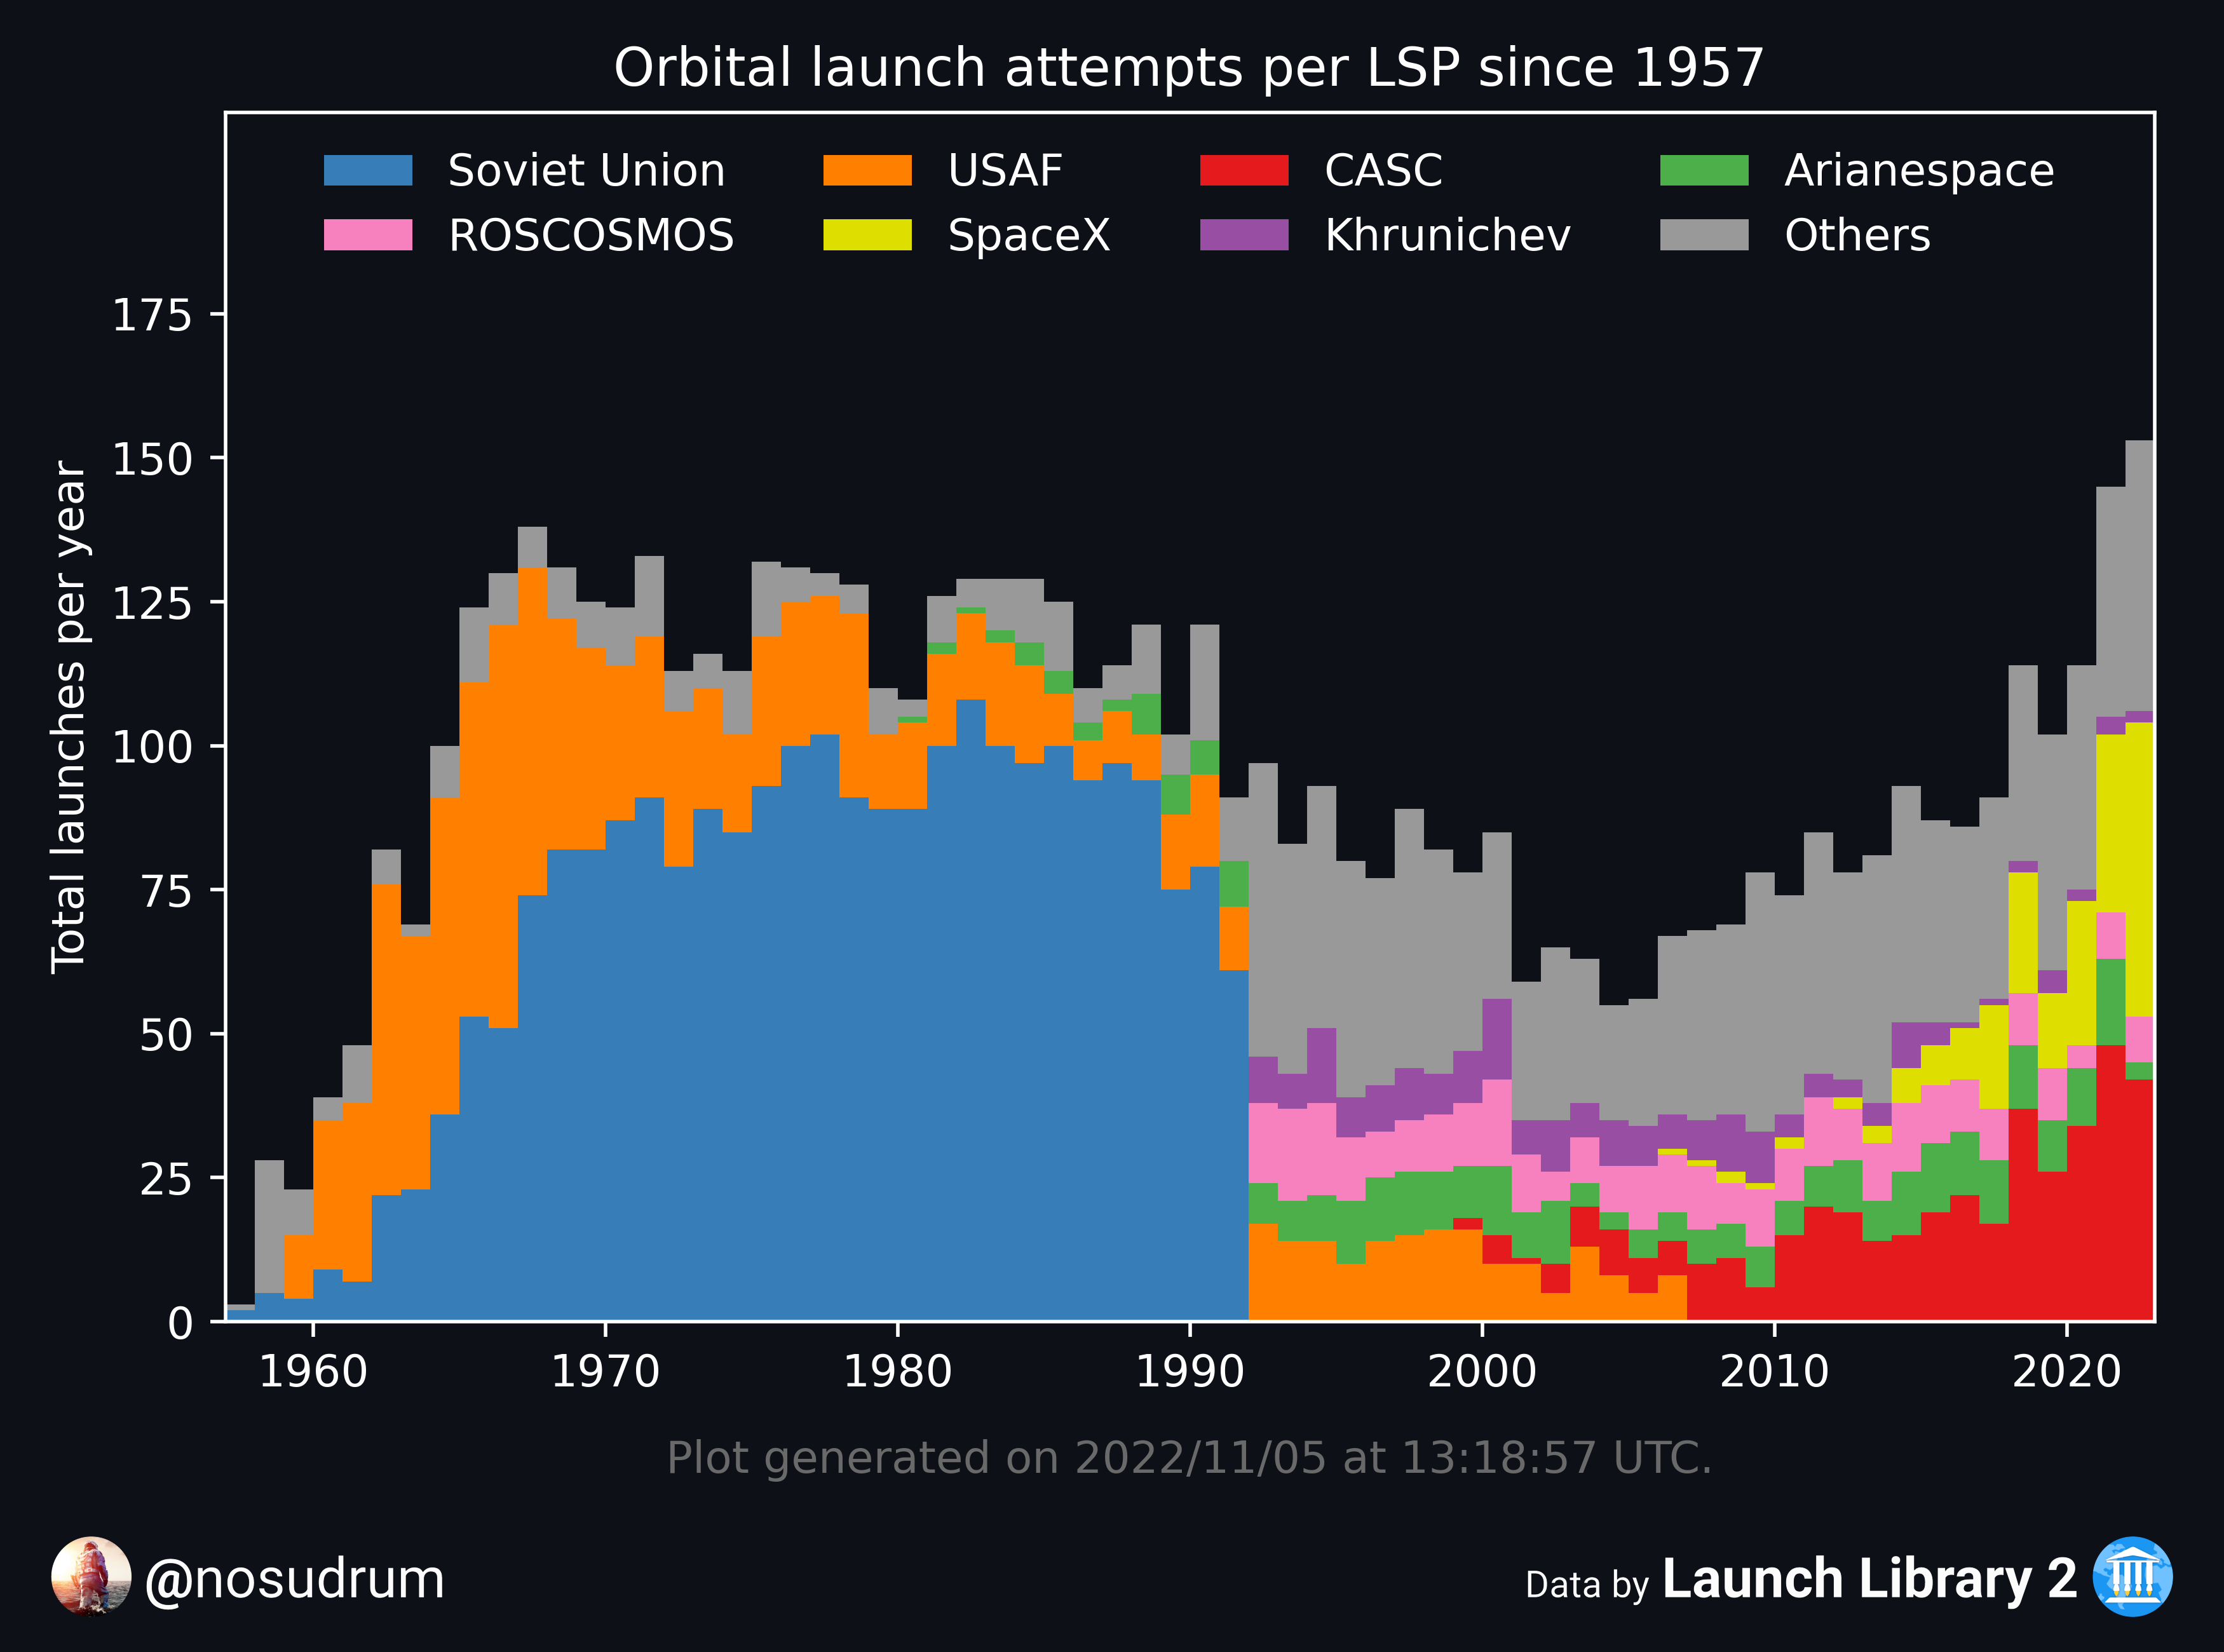 Orbital launch attempts per LSP since 1957
Soviet Union USAF CASC Arianespace
ROSCOSMOS SpaceX Khrunichev Others
Total launches per year
175
150
125
100
75
50
25
0
1960 1970 1980 1990 2000 2010 2020
Plot generated on 2022/11/05 at 13:18:57 UTC.
@nosudrum
Data by Launch Library 2